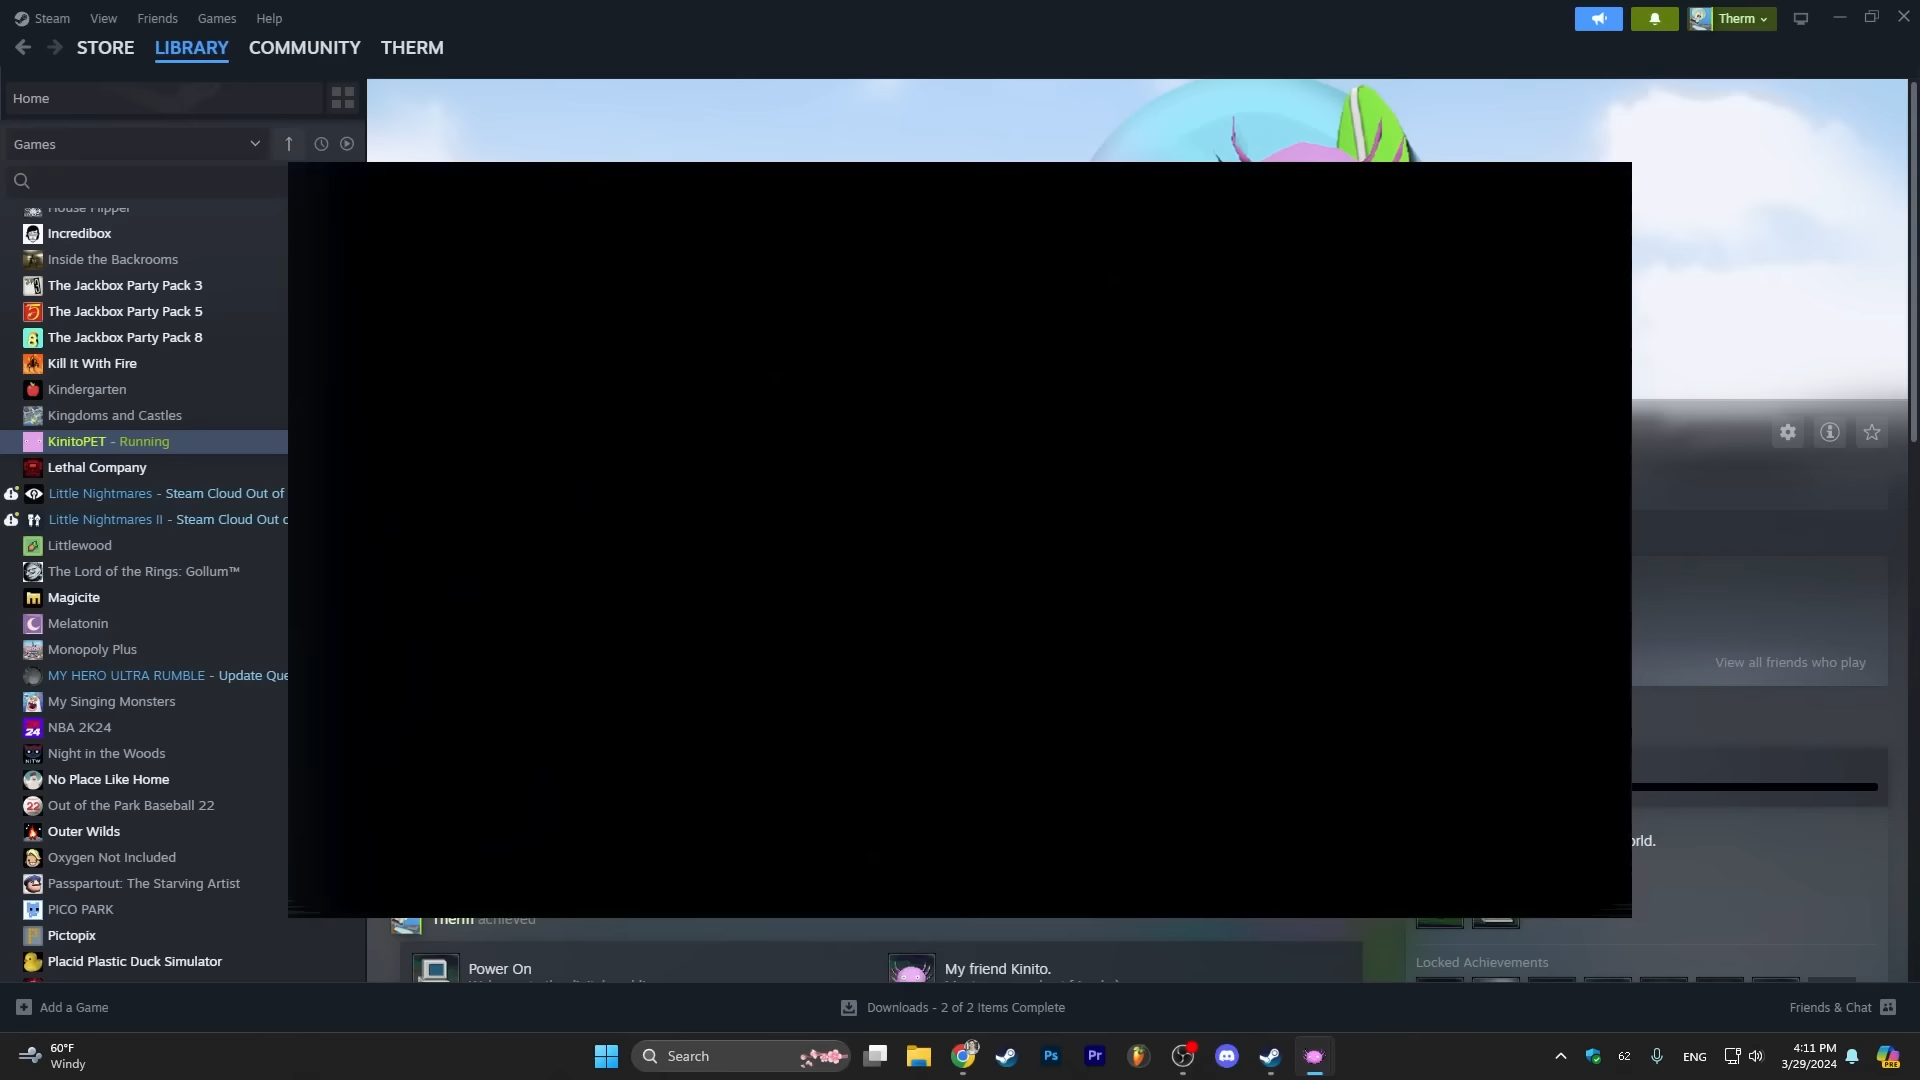 Steam View Friends Games Help
Therm
STORE LIBRARY COMMUNITY THERM
Home
Games
House Flipper
Incredibox
Inside the Backrooms
The Jackbox Party Pack 3
The Jackbox Party Pack 5
The Jackbox Party Pack 8
Kill It With Fire
Kindergarten
Kingdoms and Castles
KinitoPET - Running
Lethal Company
Little Nightmares - Steam Cloud Out of
Little Nightmares II - Steam Cloud Out
Littlewood
The Lord of the Rings: Gollum™
Magicite
Melatonin
Monopoly Plus
MY HERO ULTRA RUMBLE - Update Que
My Singing Monsters
NBA 2K24
Night in the Woods
No Place Like Home
Out of the Park Baseball 22
Outer Wilds
Oxygen Not Included
Passpartout: The Starving Artist
PICO PARK
Pictopix
Placid Plastic Duck Simulator
View all friends who play
orld.
Therm achieved
Power On
My friend Kinito.
Locked Achievements
Add a Game
Downloads - 2 of 2 Items Complete
Friends & Chat
60°F
Windy
Search
Ps
Pr
62
ENG
4:11 PM
3/29/2024
PRE